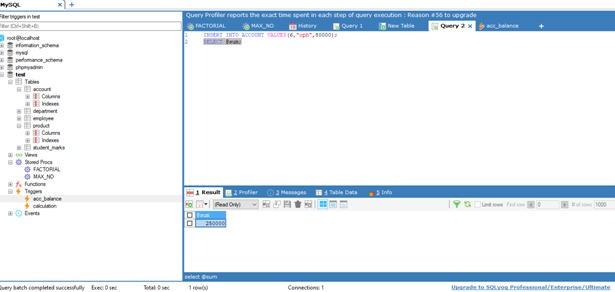 MySQL
Query Profiler reports the exact time spent in each step of query execution : Reason #56 to upgrade
Filter triggers in test
Filter (Ctrl+Shift+B)
FACTORIAL
MAX_NO
History
Query 1
New Table
Query 2
acc_balance
root@localhost
information_schema
mysql
performance_schema
phpmyadmin
test
Tables
account
Columns
Indexes
department
employee
product
Columns
Indexes
student_marks
Views
Stored Procs
FACTORIAL
MAX_NO
Functions
Triggers
acc_balance
calculation
Events
1 INSERT INTO ACCOUNT VALUES(6,"oph",80000);
2 SELECT @sum;
1 Result
2 Profiler
3 Messages
4 Table Data
5 Info
(Read Only)
Limit rows
First row
0
# of rows
1000
@sum
250000
select @sum
Query batch completed successfully
Exec: 0 sec
Total: 0 sec
1 row(s)
Connections: 1
Upgrade to SQLyog Professional/Enterprise/Ultimate